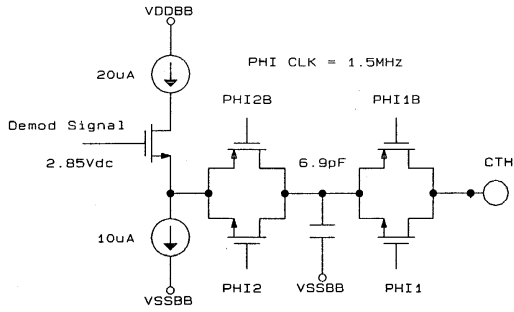 VDDBB
PHI CLK = 1.5MHz
20uA
PHI2B
PHI1B
Demod Signal
2.85Vdc
6.9pF
CTH
10uA
PHI2
VSSBB
PHI1
VSSBB